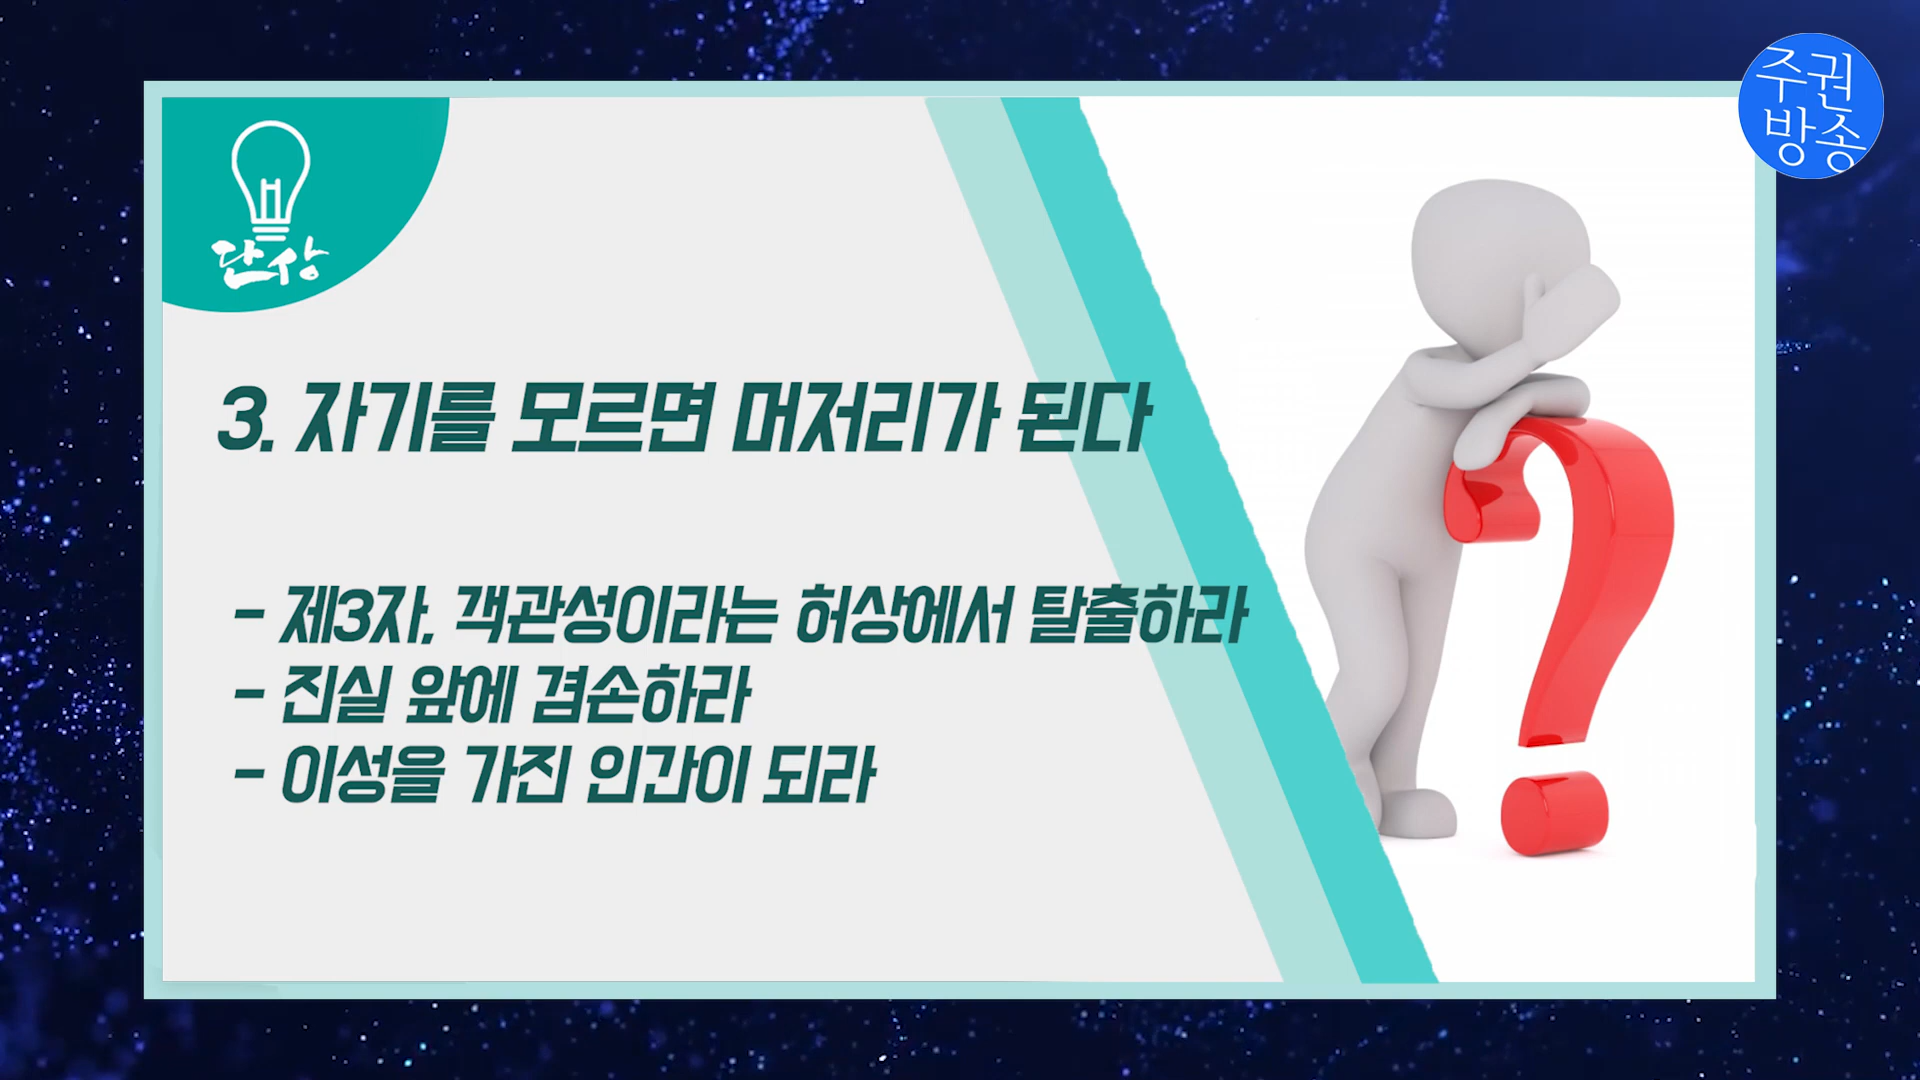 주권
방송
단상
3. 자기를 모르면 머저리가 된다
- 제3자, 객관성이라는 허상에서 탈출하라
- 진실 앞에 겸손하라
- 이성을 가진 인간이 되라